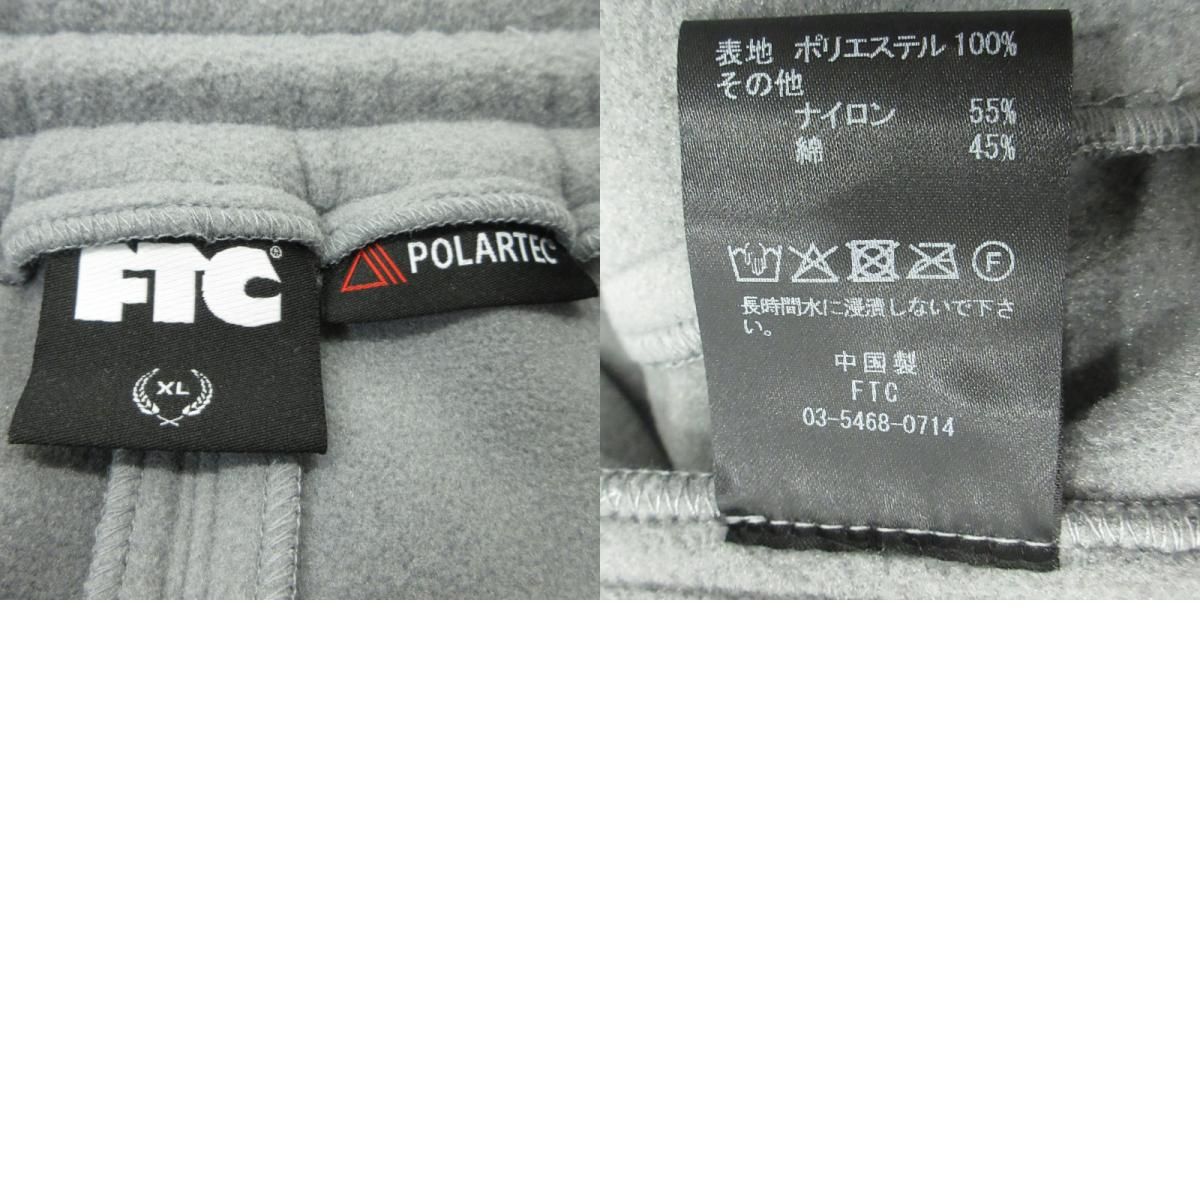 FTC®
XL
POLARTEC
表地 ポリエステル 100%
その他
ナイロン 55%
綿 45%
F
長時間水に浸漬しないで下さ
い。
中国製
FTC
03-5468-0714